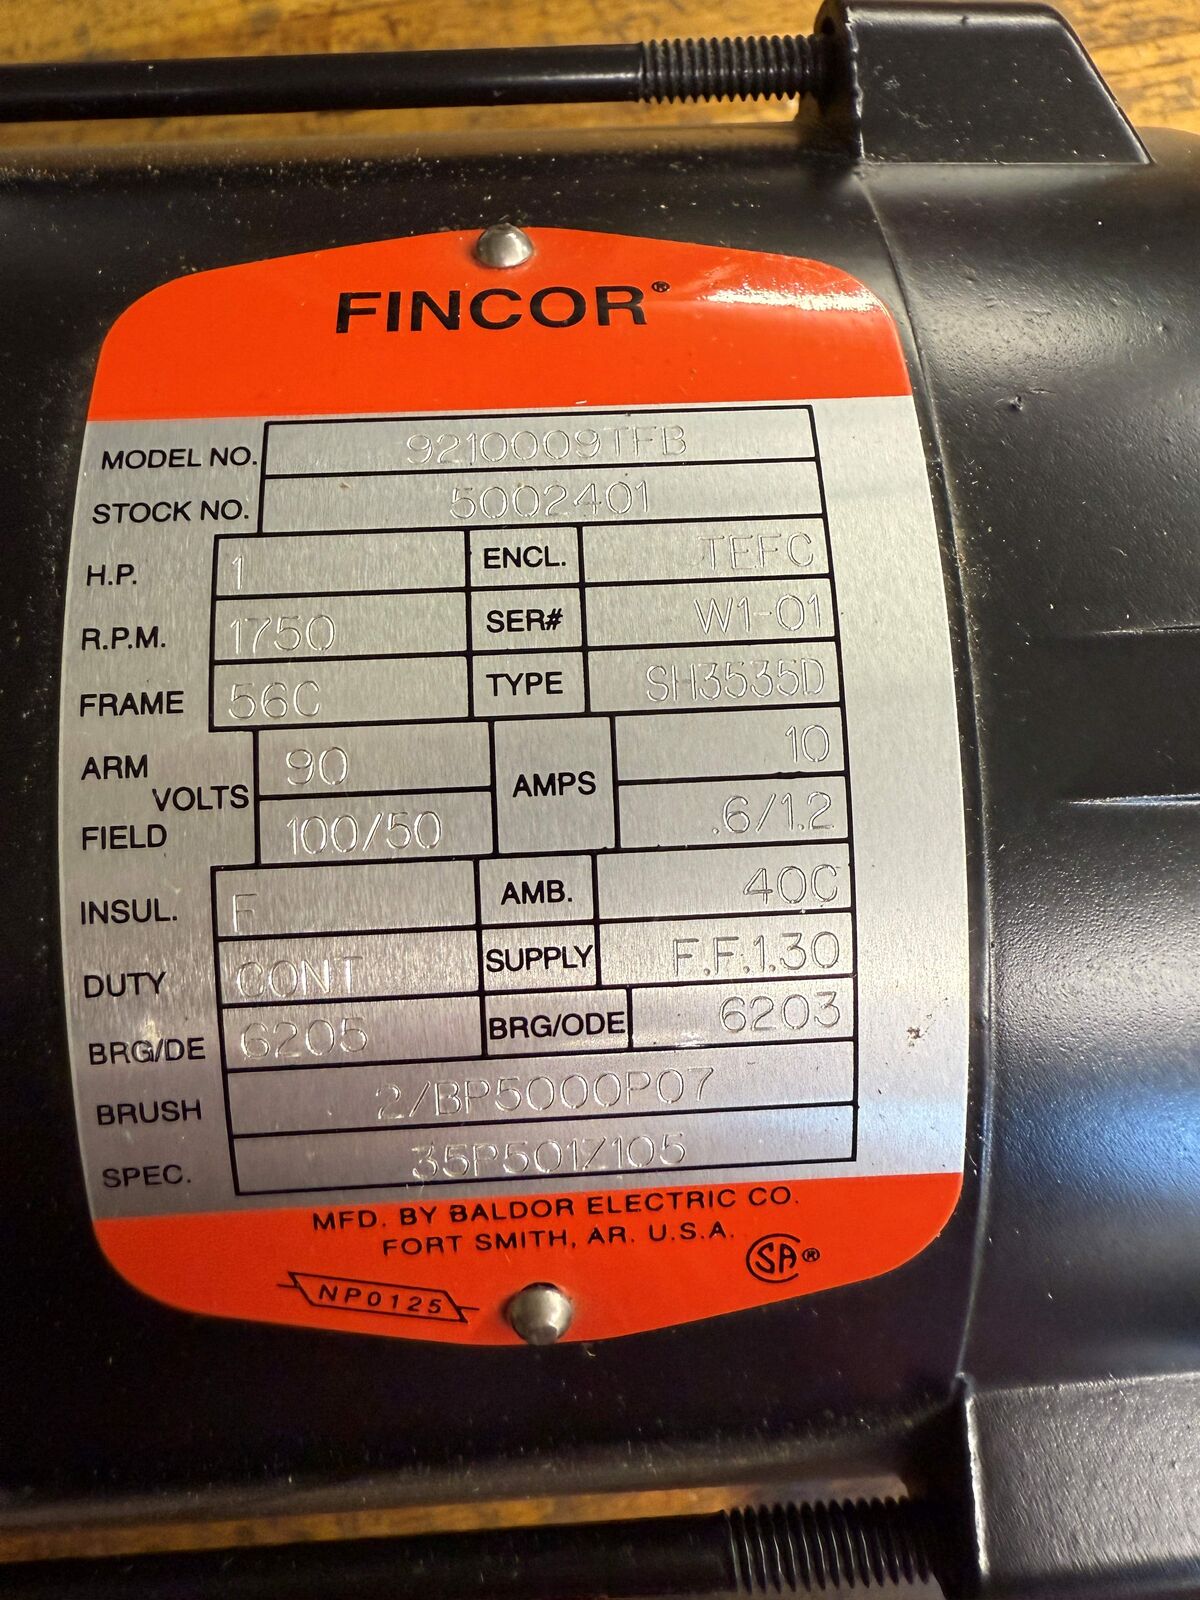 FINCOR®
MODEL NO. 9210009TFB
STOCK NO. 5002401
H.P. 1 ENCL. TEFC
R.P.M. 1750 SER# W1-01
FRAME 56C TYPE SH3535D
ARM VOLTS 90 AMPS 10
FIELD 100/50 .6/1.2
INSUL. F AMB. 40C
DUTY CONT SUPPLY F.F.1.30
BRG/DE 6205 BRG/ODE 6203
BRUSH 2/BP5000P07
SPEC. 35P501Z105
MFD. BY BALDOR ELECTRIC CO.
FORT SMITH, AR. U.S.A.
NP0125 SA®